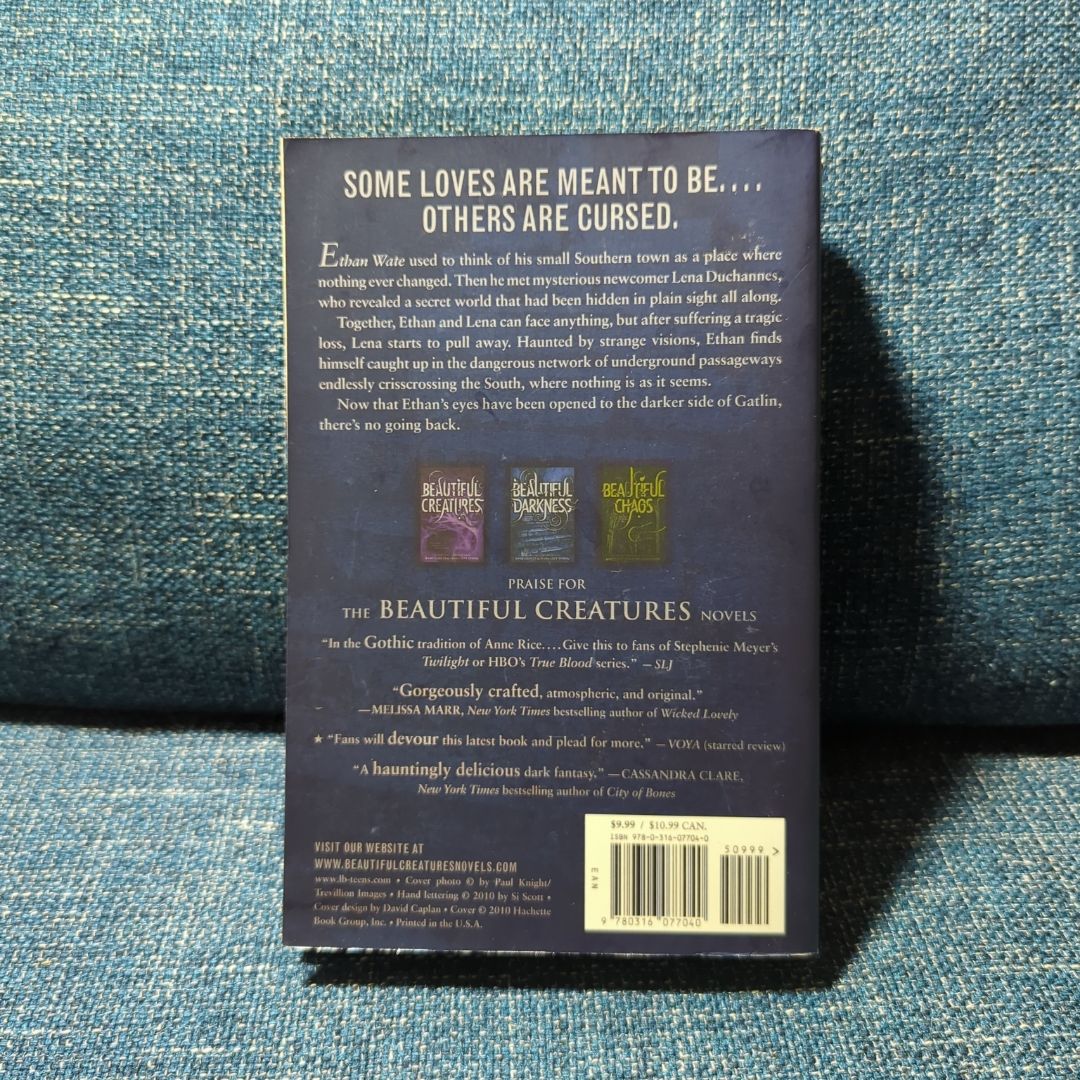 SOME LOVES ARE MEANT TO BE....
OTHERS ARE CURSED.
Ethan Wate used to think of his small Southern town as a place where
nothing ever changed. Then he met mysterious newcomer Lena Duchannes,
who revealed a secret world that had been hidden in plain sight all along.
Together, Ethan and Lena can face anything, but after suffering a tragic
loss, Lena starts to pull away. Haunted by strange visions, Ethan finds
himself caught up in the dangerous network of underground passageways
endlessly crisscrossing the South, where nothing is as it seems.
Now that Ethan's eyes have been opened to the darker side of Gatlin,
there's no going back.
BEAUTIFUL
CREATURES
BEAUTIFUL
DARKNESS
BEAUTIFUL
CHAOS
PRAISE FOR
THE BEAUTIFUL CREATURES NOVELS
"In the Gothic tradition of Anne Rice....Give this to fans of Stephenie Meyer's
Twilight or HBO's True Blood series." — SLJ
"Gorgeously crafted, atmospheric, and original."
—MELISSA MARR, New York Times bestselling author of Wicked Lovely
★ "Fans will devour this latest book and plead for more." — VOYA (starred review)
"A hauntingly delicious dark fantasy." —CASSANDRA CLARE,
New York Times bestselling author of City of Bones
VISIT OUR WEBSITE AT
WWW.BEAUTIFULCREATURESNOVELS.COM
www.lb-teens.com • Cover photo © by Paul Knight/
Trevillion Images • Hand lettering © 2010 by Si Scott •
Cover design by David Caplan • Cover © 2010 Hachette
Book Group, Inc. • Printed in the U.S.A.
$9.99 / $10.99 CAN.
ISBN 978-0-316-07704-0
50999 >
EAN
9 780316 077040